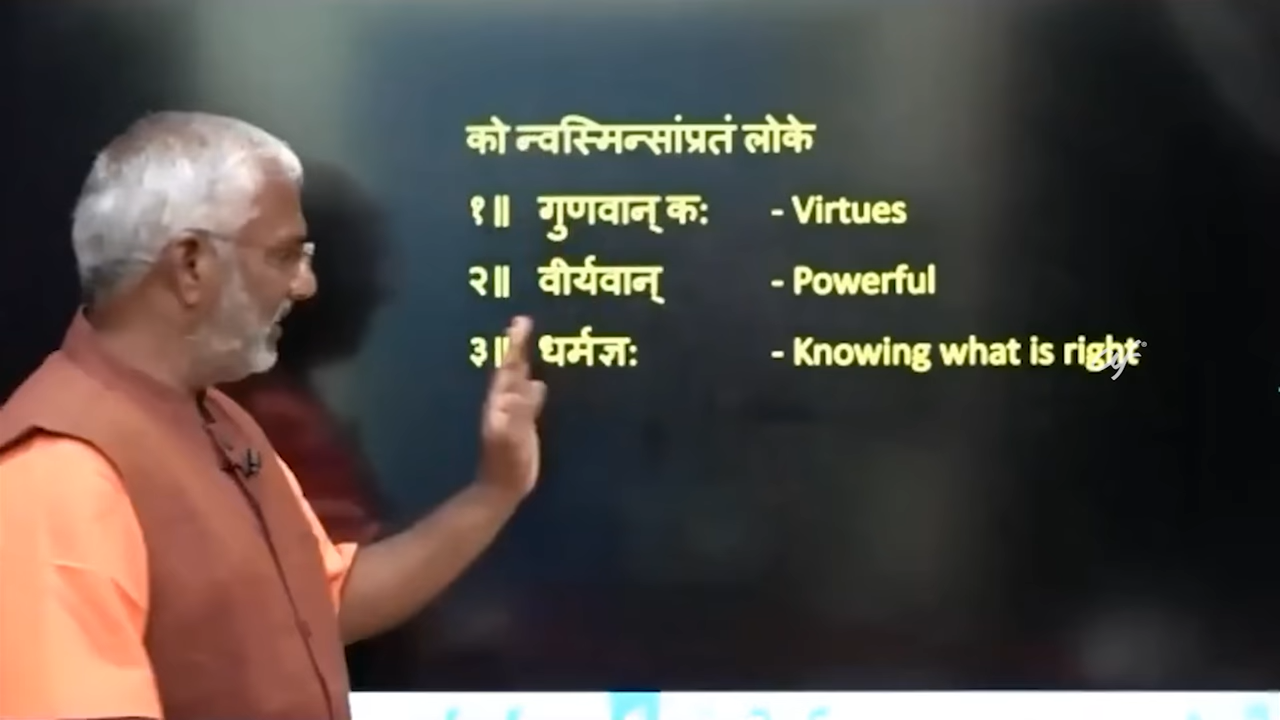 को न्वस्मिन्सांप्रतं लोके
१॥ गुणवान् कः - Virtues
२॥ वीर्यवान् - Powerful
३॥ धर्मज्ञः - Knowing what is right